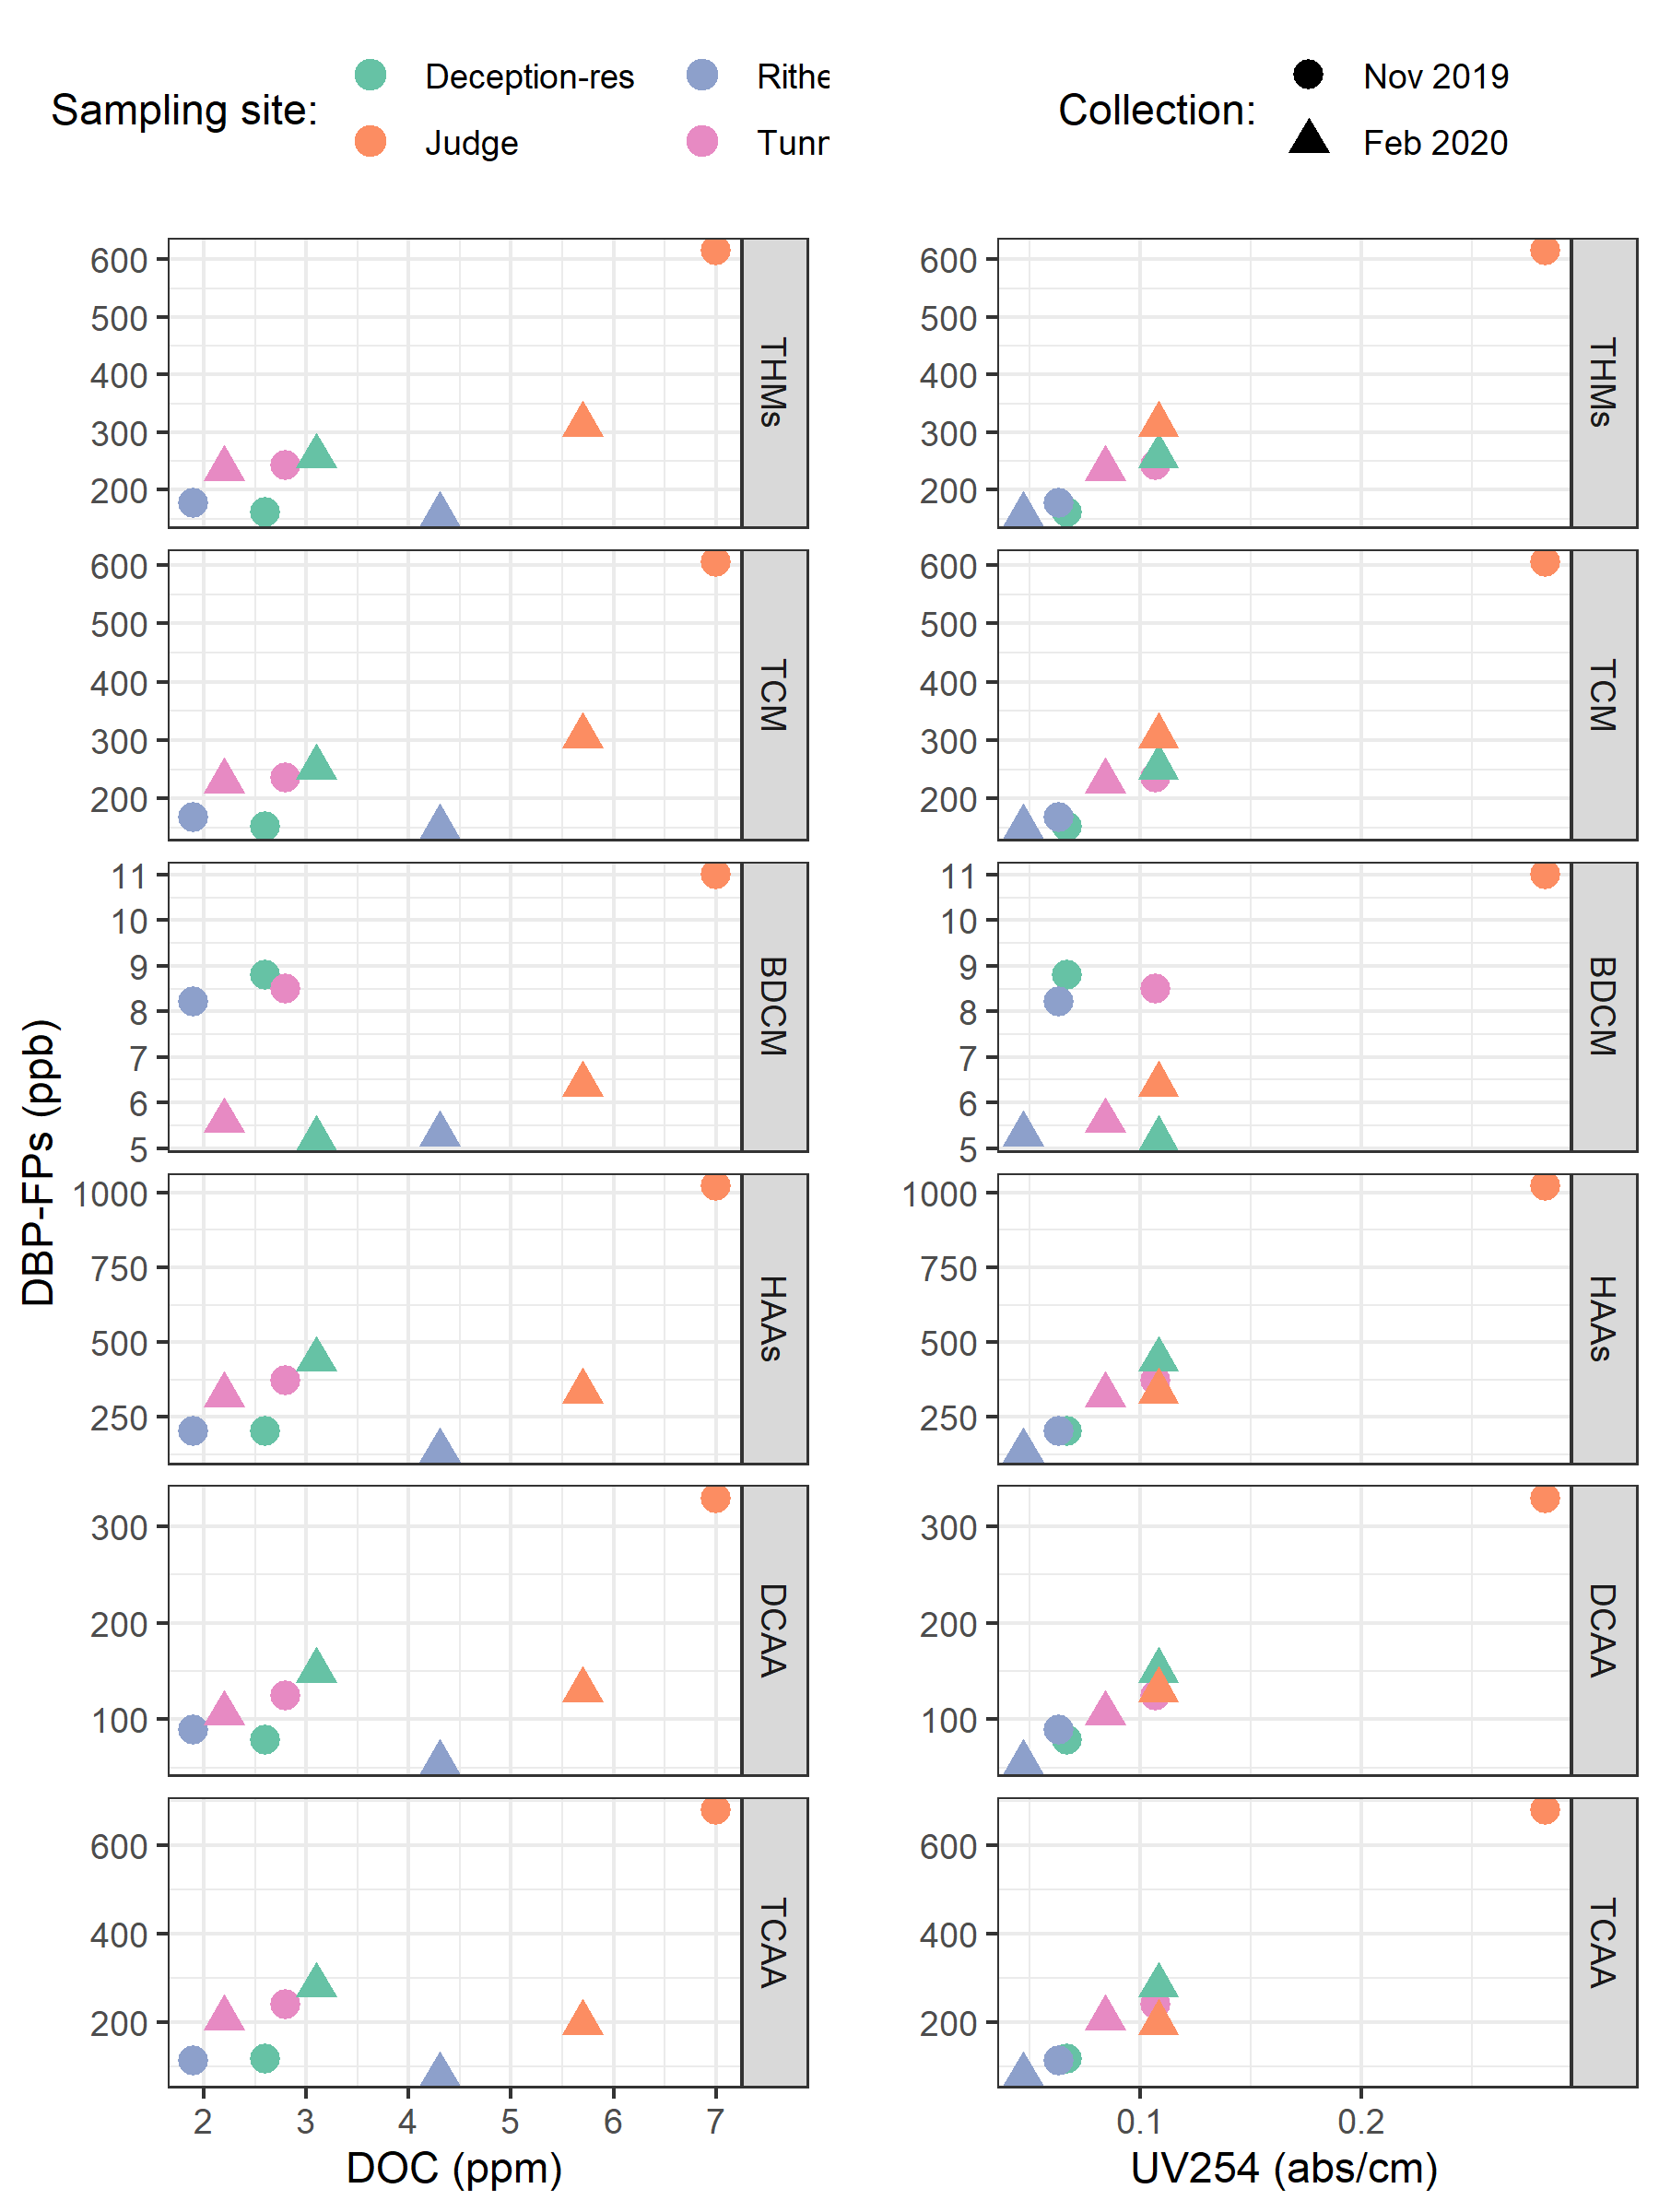 Sampling site:
Deception-res
Judge
Rithe
Tunn
Collection:
Nov 2019
Feb 2020
DBP-FPs (ppb)
600
500
400
300
200
THMs
600
500
400
300
200
THMs
600
500
400
300
200
TCM
600
500
400
300
200
TCM
11
10
9
8
7
6
5
BDCM
11
10
9
8
7
6
5
BDCM
1000
750
500
250
HAAs
1000
750
500
250
HAAs
300
200
100
DCAA
300
200
100
DCAA
600
400
200
TCAA
600
400
200
TCAA
2 3 4 5 6 7
DOC (ppm)
0.1 0.2
UV254 (abs/cm)